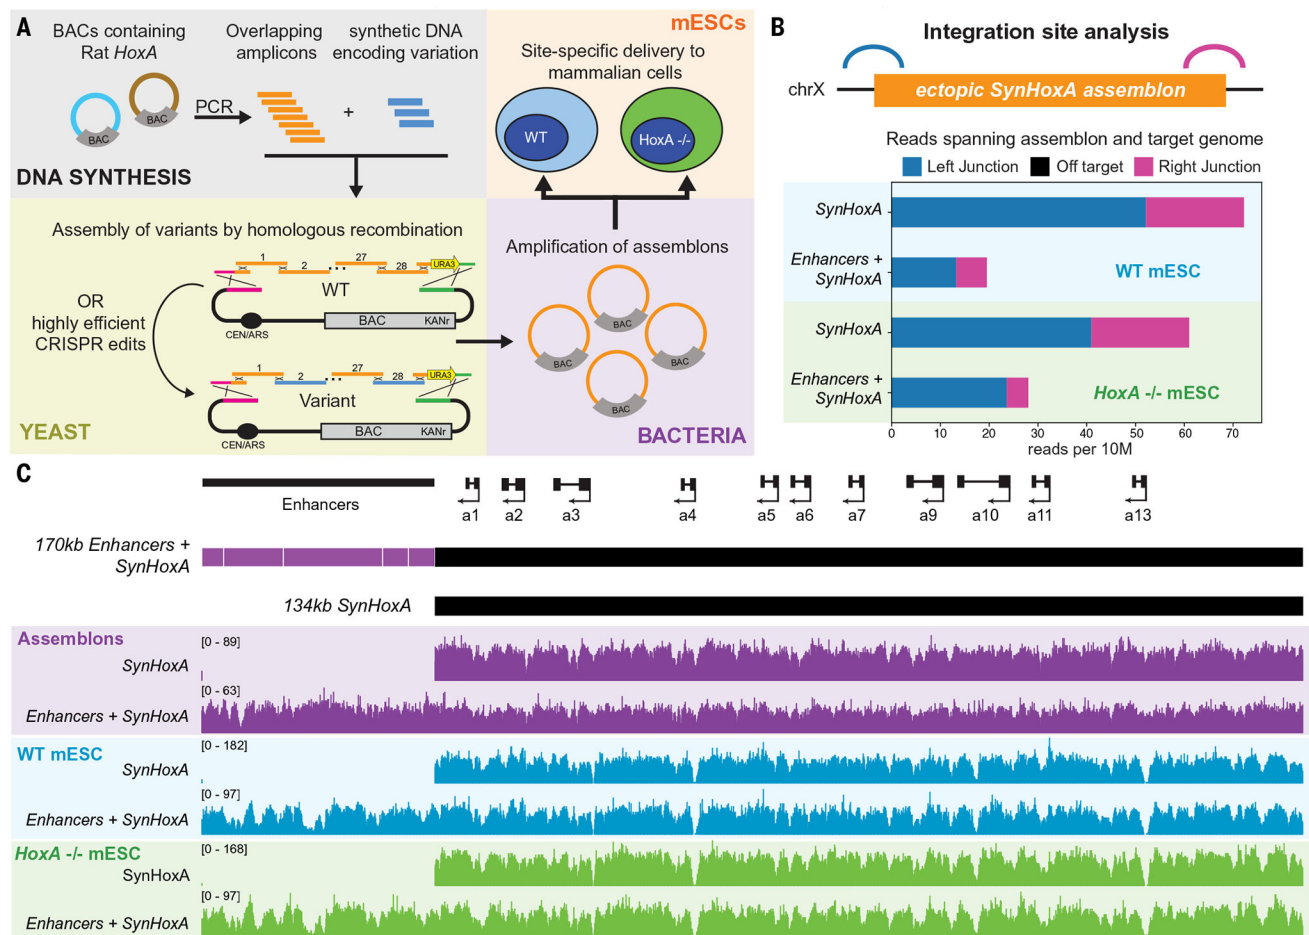 A
BACs containing
Rat HoxA
Overlapping
amplicons
synthetic DNA
encoding variation
BAC
BAC
PCR
+
DNA SYNTHESIS
mESCs
Site-specific delivery to
mammalian cells
WT
HoxA -/-
Assembly of variants by homologous recombination
1
2
...
27
28
URA3
WT
BAC
KANr
CEN/ARS
OR
highly efficient
CRISPR edits
1
2
...
27
28
URA3
Variant
BAC
KANr
CEN/ARS
YEAST
Amplification of assemblons
BAC
BAC
BAC
BAC
BACTERIA
B
Integration site analysis
chrX
ectopic SynHoxA assemblon
Reads spanning assemblon and target genome
Left Junction
Off target
Right Junction
SynHoxA
Enhancers +
SynHoxA
WT mESC
SynHoxA
Enhancers +
SynHoxA
HoxA -/- mESC
0 10 20 30 40 50 60 70
reads per 10M
C
Enhancers
a1 a2 a3 a4 a5 a6 a7 a9 a10 a11 a13
170kb Enhancers +
SynHoxA
134kb SynHoxA
Assemblons
[0 - 89]
SynHoxA
[0 - 63]
Enhancers + SynHoxA
WT mESC
[0 - 182]
SynHoxA
[0 - 97]
Enhancers + SynHoxA
HoxA -/- mESC
[0 - 168]
SynHoxA
[0 - 97]
Enhancers + SynHoxA